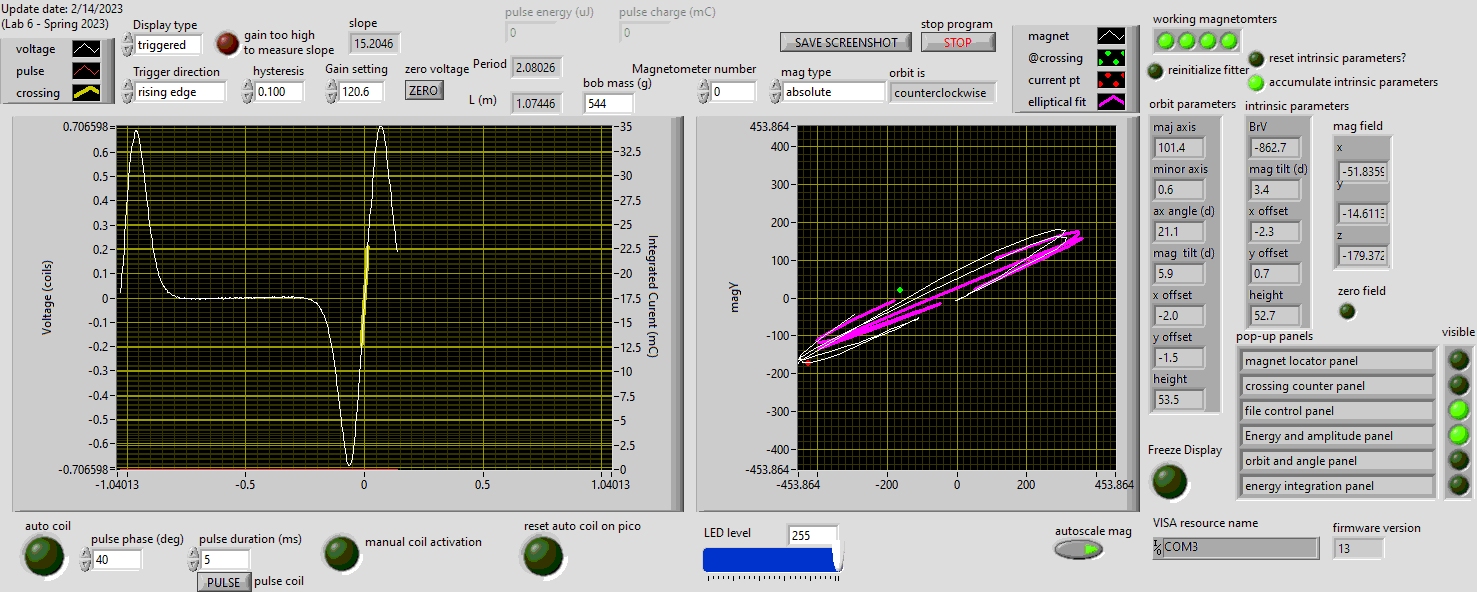 Update date: 2/14/2023
(Lab 6 - Spring 2023)
voltage
pulse
crossing
Display type
triggered
gain too high
to measure slope
slope
15.2046
Trigger direction
rising edge
hysteresis
0.100
Gain setting
120.6
zero voltage
ZERO
pulse energy (uJ)
0
pulse charge (mC)
0
Period
2.08026
L (m)
1.07446
bob mass (g)
544
SAVE SCREENSHOT
stop program
STOP
Magnetometer number
0
mag type
absolute
orbit is
counterclockwise
magnet
@crossing
current pt
elliptical fit
working magnetomters
reinitialize fitter
reset intrinsic parameters?
accumulate intrinsic parameters
Voltage (coils)
0.706598
0.6
0.5
0.4
0.3
0.2
0.1
0
-0.1
-0.2
-0.3
-0.4
-0.5
-0.6
-0.706598
-1.04013
-0.5
0
0.5
1.04013
35
32.5
30
27.5
25
22.5
20
17.5
15
12.5
10
7.5
5
2.5
0
Integrated Curent (mC)
magy
453.864
400
300
200
100
0
-100
-200
-300
-400
-453.864
-453.864
-200
0
200
453.864
orbit parameters
maj axis
101.4
minor axis
0.6
ax angle (d)
21.1
mag tilt (d)
5.9
x offset
-2.0
y offset
-1.5
height
53.5
intrinsic parameters
BrV
-862.7
mag tilt (d)
3.4
x offset
-2.3
y offset
0.7
height
52.7
mag field
x
-51.8359
y
-14.6113
z
-179.372
zero field
pop-up panels
visible
magnet locator panel
crossing counter panel
file control panel
Energy and amplitude panel
orbit and angle panel
energy integration panel
Freeze Display
auto coil
pulse phase (deg)
40
pulse duration (ms)
5
PULSE
pulse coil
manual coil activation
reset auto coil on pico
LED level
255
autoscale mag
VISA resource name
COM3
firmware version
13